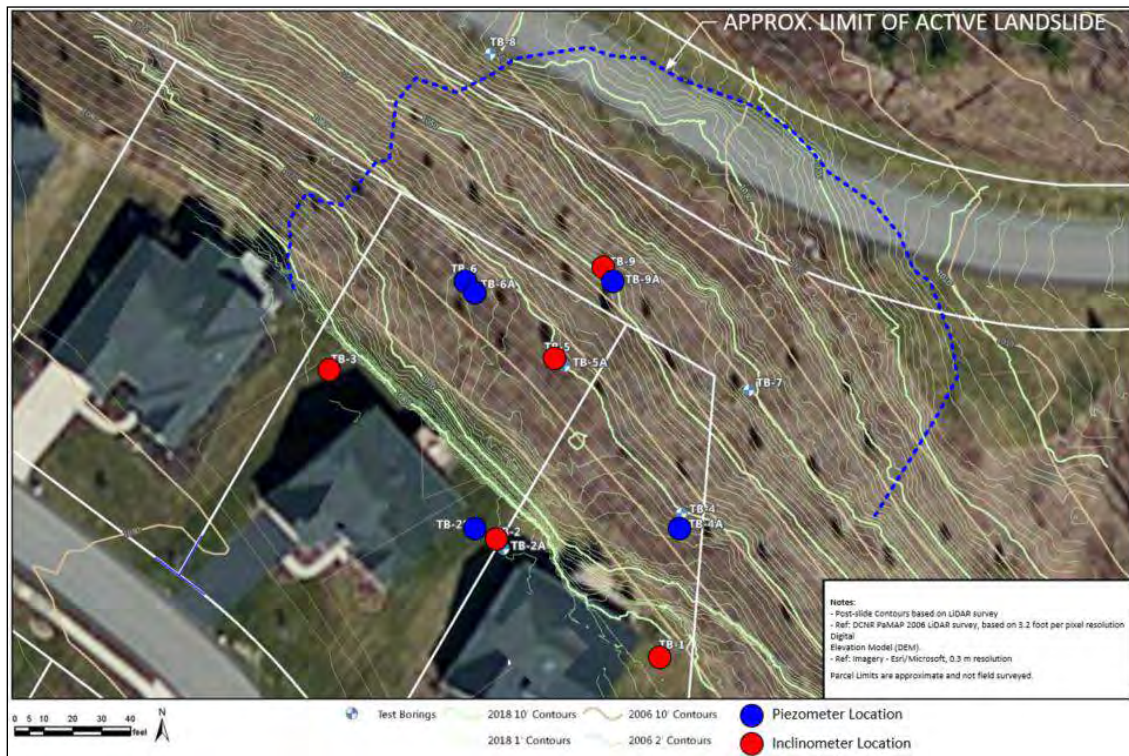 APPROX. LIMIT OF ACTIVE LANDSLIDE
TB-8
TB-9
TB-6
TB-6A
TB-9A
TB-5
TB-5A
TB-3
TB-7
TB-4
TB-4A
TB-2A
TB-1
Notes:
- Post-slide Contours based on LiDAR survey
- Ref: DCNR PaMAP 2006 LiDAR survey, based on 3.2 foot per pixel resolution
Digital
Elevation Model (DEM).
- Ref: Imagery - Esri/Microsoft, 0.3 m resolution
Parcel Limits are approximate and not field surveyed.
0 5 10 20 30 40
feet
N
Test Borings
2018 10' Contours
2006 10' Contours
Piezometer Location
2018 1' Contours
2006 2' Contours
Inclinometer Location